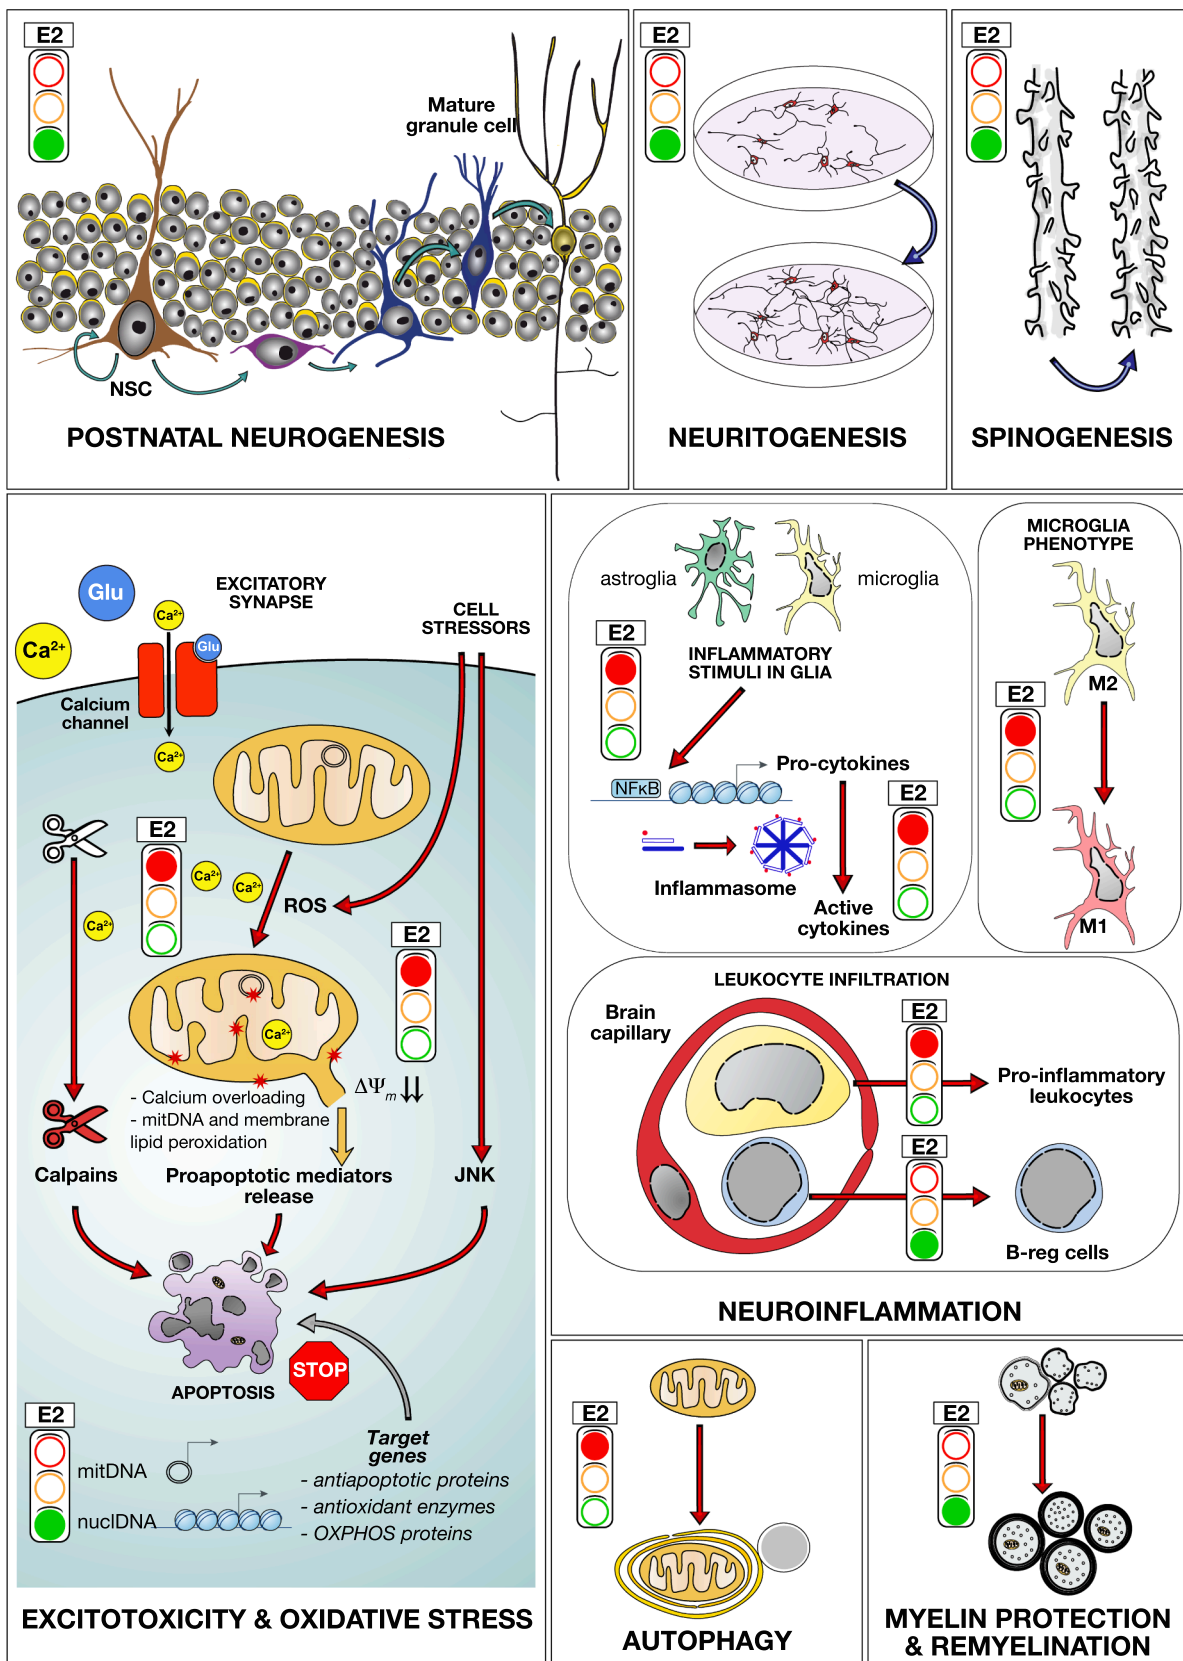 E2
Mature
granule cell
NSC
POSTNATAL NEUROGENESIS
E2
NEURITOGENESIS
E2
SPINOGENESIS
Glu
Ca²⁺
EXCITATORY
SYNAPSE
Ca²⁺
Glu
CELL
STRESSORS
Calcium
channel
Ca²⁺
E2
Ca²⁺
Ca²⁺
ROS
Ca²⁺
E2
Ca²⁺
ΔΨm
- Calcium overloading
- mitDNA and membrane
lipid peroxidation
Calpains
Proapoptotic mediators
release
JNK
STOP
APOPTOSIS
E2
mitDNA
nuclDNA
Target
genes
- antiapoptotic proteins
- antioxidant enzymes
- OXPHOS proteins
EXCITOTOXICITY & OXIDATIVE STRESS
astroglia
microglia
E2
INFLAMMATORY
STIMULI IN GLIA
NFκB
Pro-cytokines
E2
Inflammasome
Active
cytokines
MICROGLIA
PHENOTYPE
M2
E2
M1
LEUKOCYTE INFILTRATION
Brain
capillary
E2
Pro-inflammatory
leukocytes
E2
B-reg cells
NEUROINFLAMMATION
E2
AUTOPHAGY
E2
MYELIN PROTECTION
& REMYELINATION